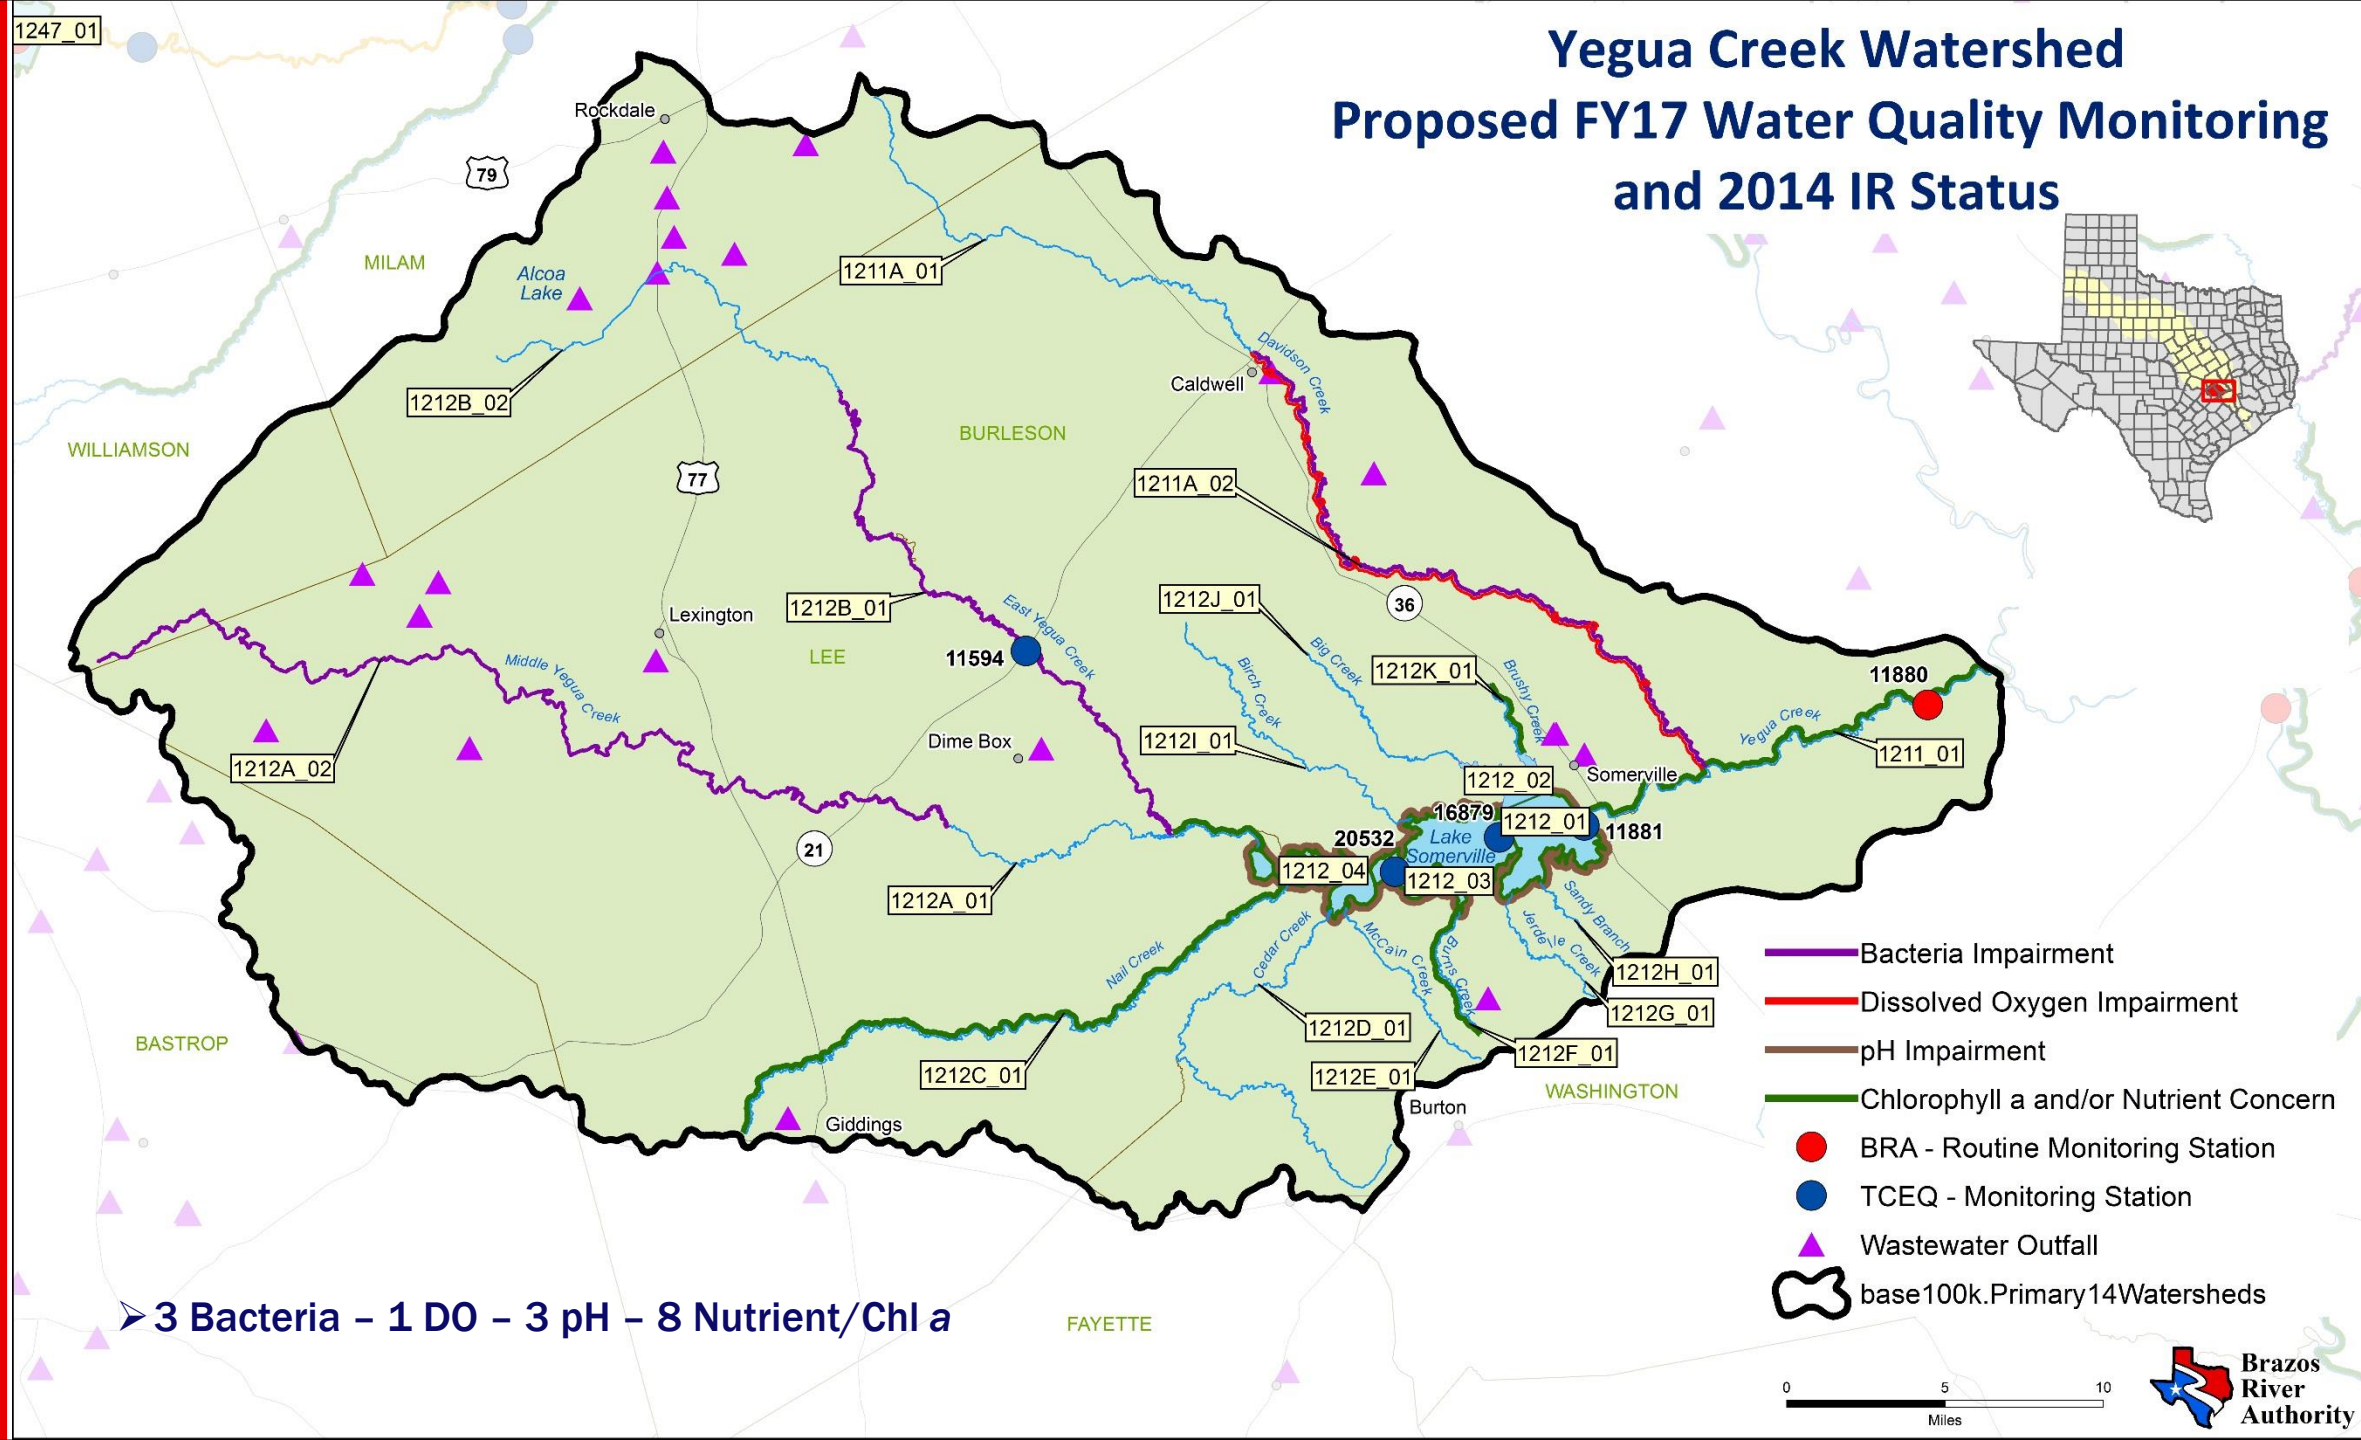 Yegua Creek Watershed
Proposed FY17 Water Quality Monitoring
and 2014 IR Status
1247_01
Rockdale
79
MILAM
Alcoa
Lake
1211A_01
1212B_02
Davidson Creek
Caldwell
WILLIAMSON
BURLESON
77
1211A_02
1212B_01
East Yegua Creek
1212J_01
36
Lexington
LEE
11594
Big Creek
Birch Creek
1212K_01
Brushy Creek
11880
Middle Yegua Creek
1212A_02
Dime Box
1212I_01
Yegua Creek
1211_01
1212_02
Somerville
16879
1212_01
11881
20532
Lake
Somerville
21
1212_04
1212_03
1212A_01
Nail Creek
Cedar Creek
McCain Creek
Burns Creek
Jerdelle Creek
Sandy Branch
1212H_01
1212G_01
1212D_01
1212F_01
1212C_01
1212E_01
BASTROP
WASHINGTON
Burton
Giddings
FAYETTE
Bacteria Impairment
Dissolved Oxygen Impairment
pH Impairment
Chlorophyll a and/or Nutrient Concern
BRA - Routine Monitoring Station
TCEQ - Monitoring Station
Wastewater Outfall
base100k.Primary14Watersheds
➢ 3 Bacteria – 1 DO – 3 pH – 8 Nutrient/Chl a
0 5 10
Miles
Brazos
River
Authority